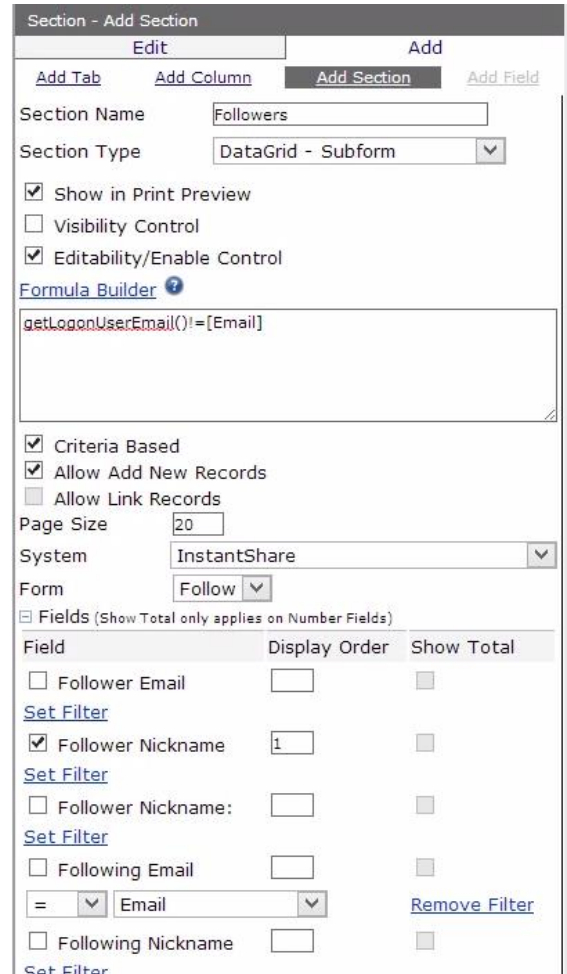 Section - Add Section
Edit Add
Add Tab Add Column Add Section Add Field
Section Name Followers
Section Type DataGrid - Subform
Show in Print Preview
Visibility Control
Editability/Enable Control
Formula Builder ?
getLogonUserEmail()!=[Email]
Criteria Based
Allow Add New Records
Allow Link Records
Page Size 20
System InstantShare
Form Follow
Fields (Show Total only applies on Number Fields)
Field Display Order Show Total
Follower Email
Set Filter
Follower Nickname 1
Set Filter
Follower Nickname:
Set Filter
Following Email
= Email Remove Filter
Following Nickname
Set Filter